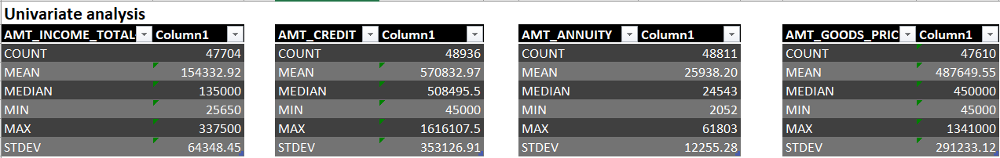 Univariate analysis
AMT_INCOME_TOTAL Column1 AMT_CREDIT Column1 AMT_ANNUITY Column1 AMT_GOODS_PRIC Column1
COUNT 47704 COUNT 48936 COUNT 48811 COUNT 47610
MEAN 154332.92 MEAN 570832.97 MEAN 25938.20 MEAN 487649.55
MEDIAN 135000 MEDIAN 508495.5 MEDIAN 24543 MEDIAN 450000
MIN 25650 MIN 45000 MIN 2052 MIN 45000
MAX 337500 MAX 1616107.5 MAX 61803 MAX 1341000
STDEV 64348.45 STDEV 353126.91 STDEV 12255.28 STDEV 291233.12